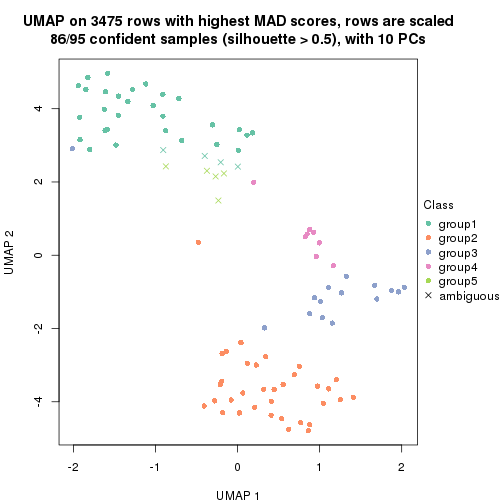 UMAP on 3475 rows with highest MAD scores, rows are scaled
86/95 confident samples (silhouette > 0.5), with 10 PCs
4
2
0
-2
-4
UMAP 2
-2
-1
0
1
2
UMAP 1
Class
group1
group2
group3
group4
group5
ambiguous